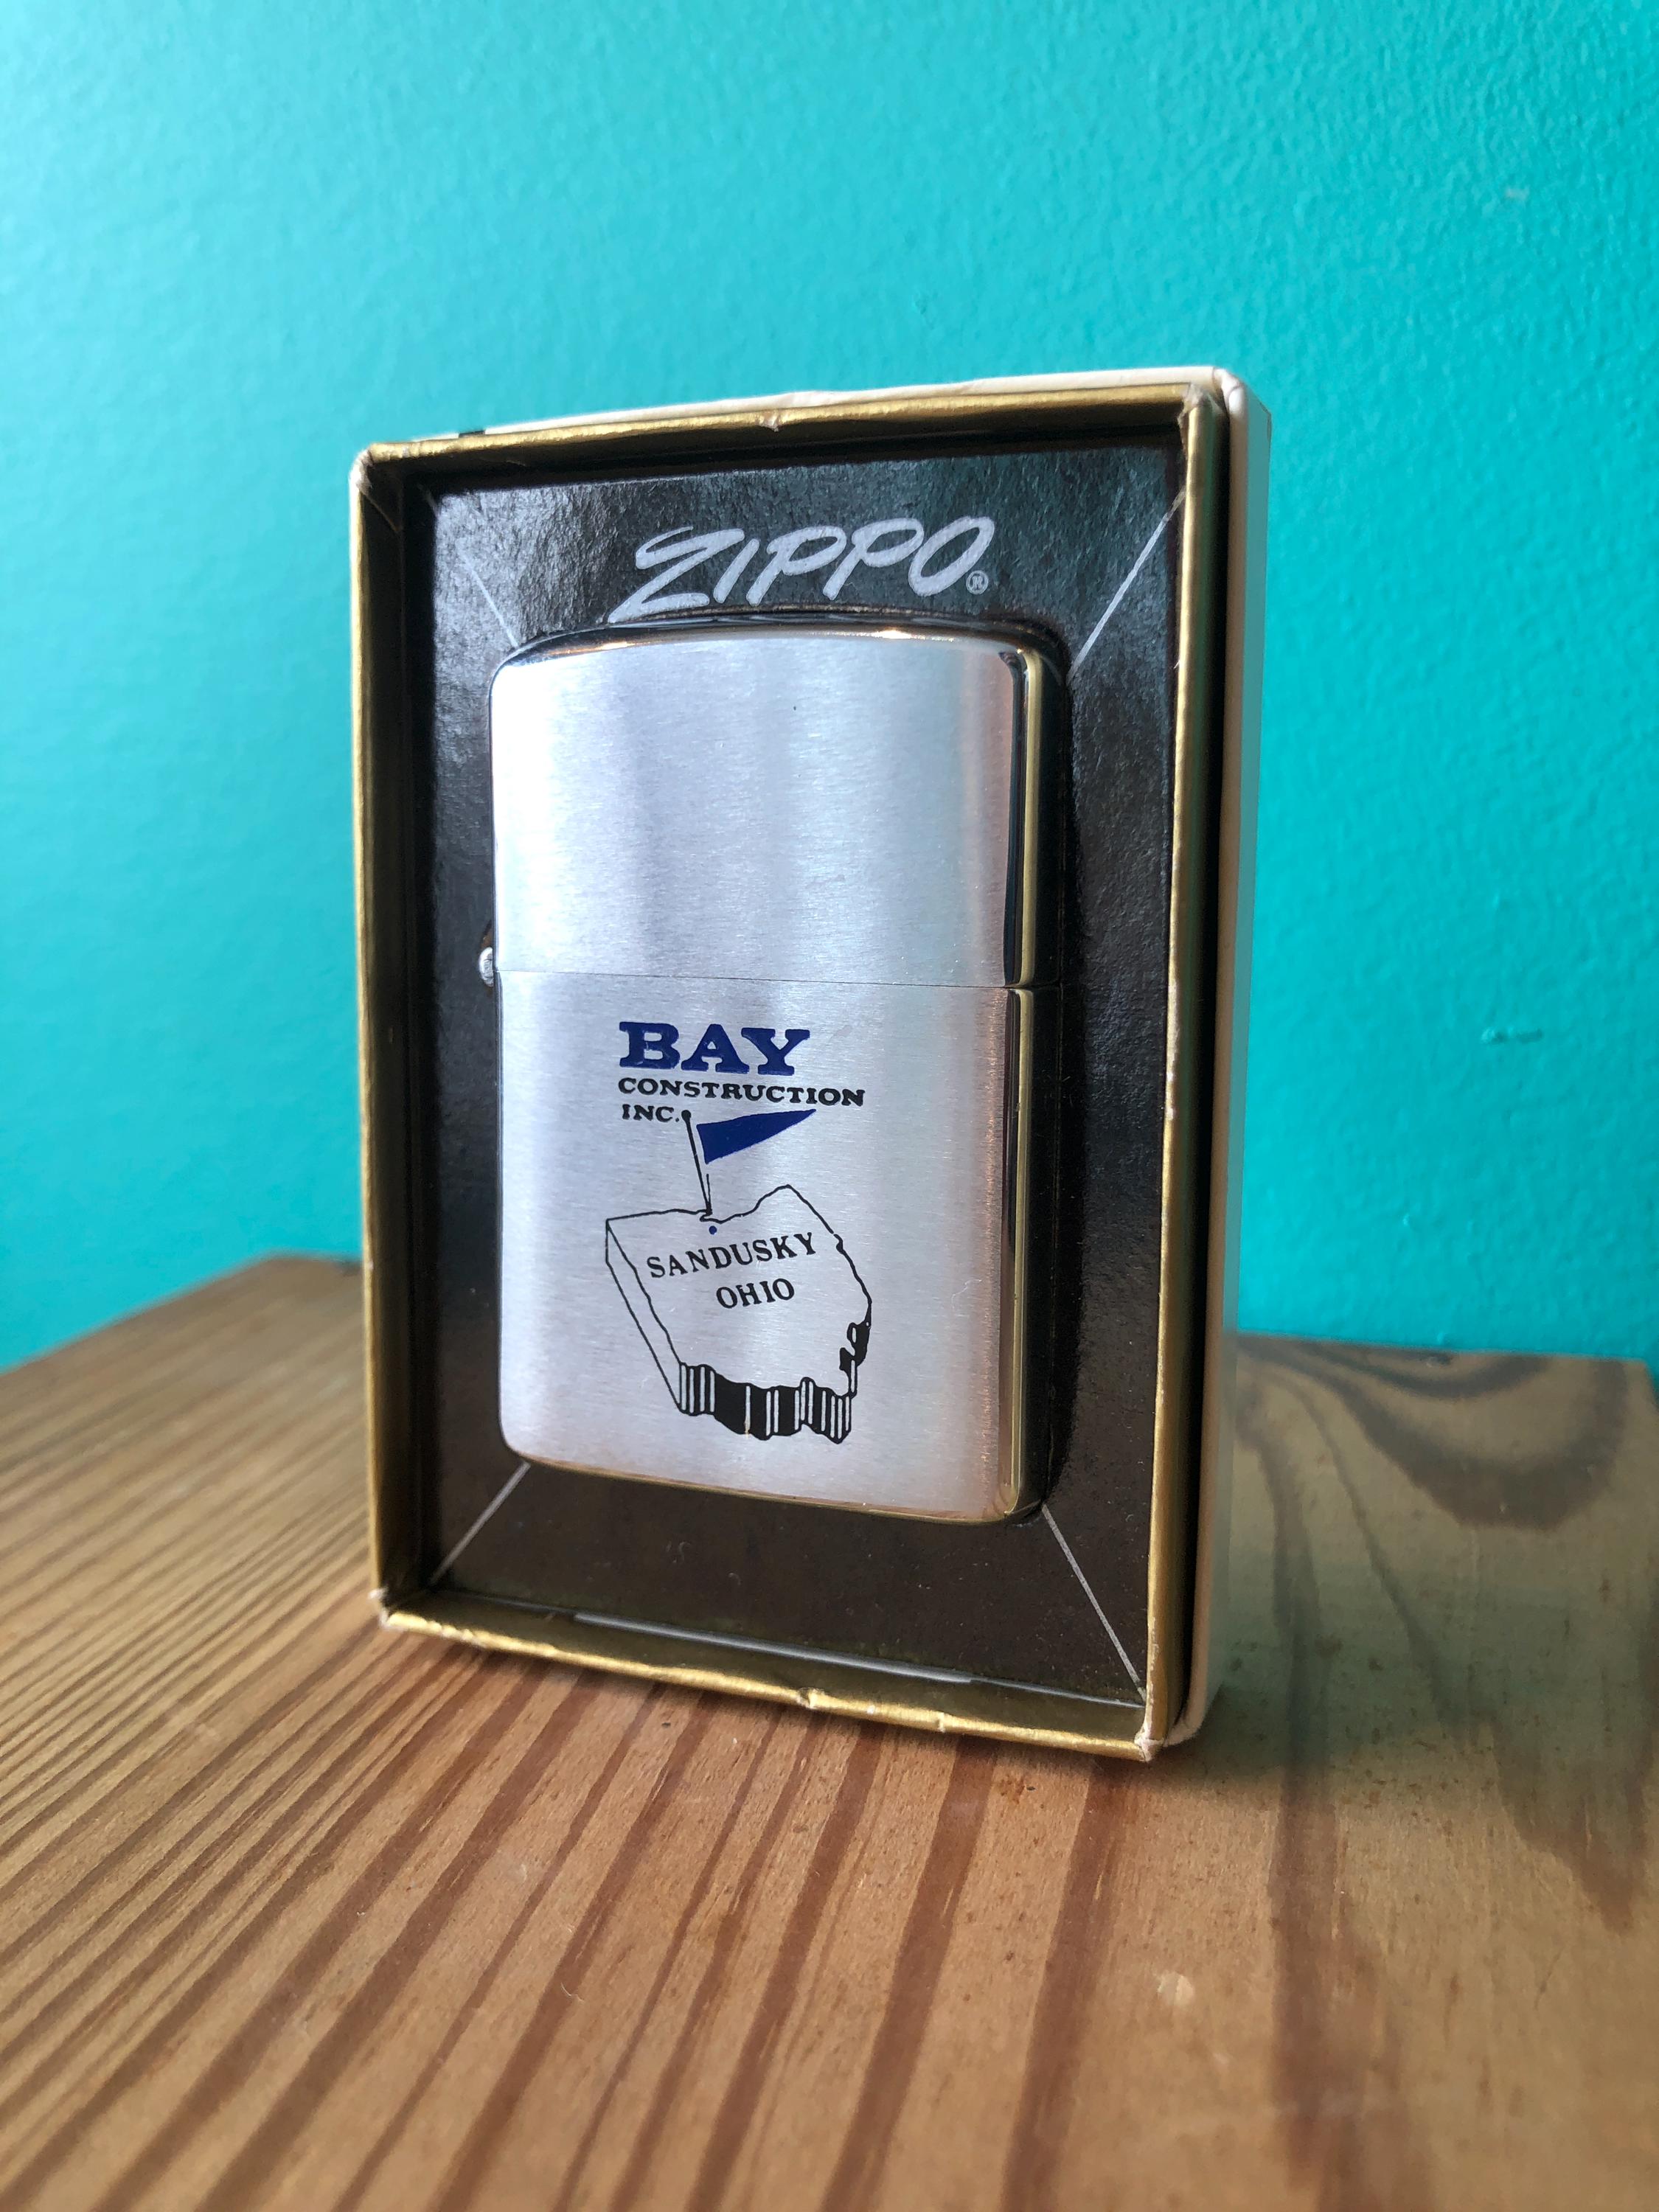 ZIPPO®
BAY
CONSTRUCTION
INC.
SANDUSKY
OHIO